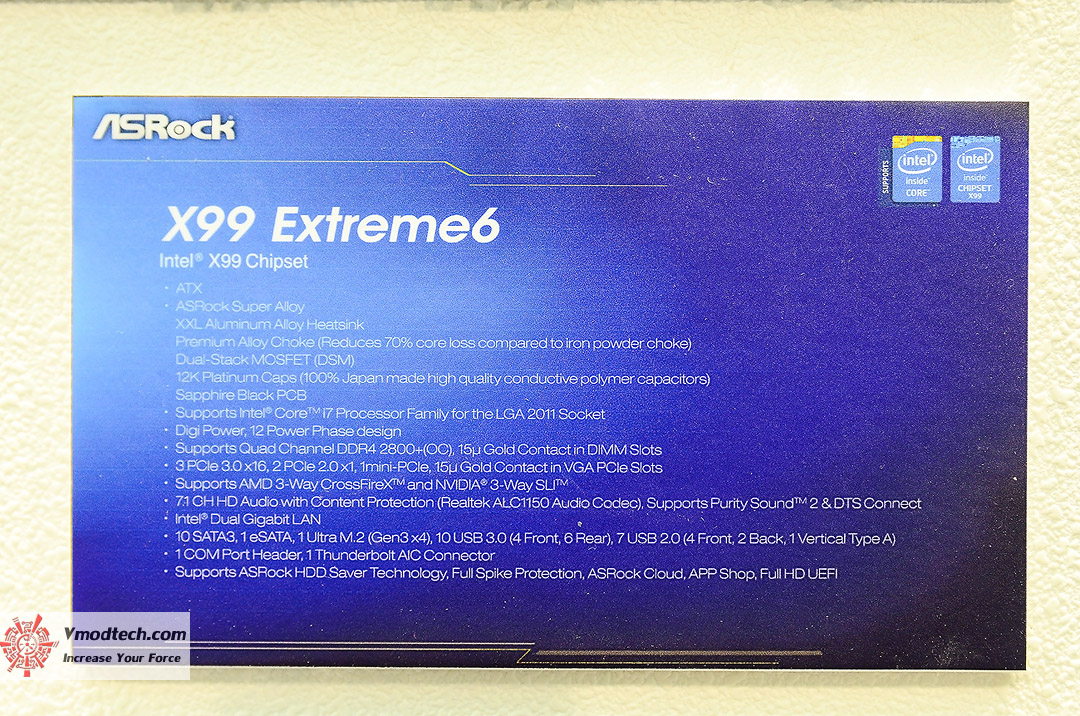 ASRock
SUPPORTS
intel
inside™
CORE™
intel
inside™
CHIPSET
X99
X99 Extreme6
Intel® X99 Chipset
• ATX
• ASRock Super Alloy
XXL Aluminum Alloy Heatsink
Premium Alloy Choke (Reduces 70% core loss compared to iron powder choke)
Dual-Stack MOSFET (DSM)
12K Platinum Caps (100% Japan made high quality conductive polymer capacitors)
Sapphire Black PCB
• Supports Intel® Core™ i7 Processor Family for the LGA 2011 Socket
• Digi Power, 12 Power Phase design
• Supports Quad Channel DDR4 2800+(OC), 15μ Gold Contact in DIMM Slots
• 3 PCIe 3.0 x16, 2 PCIe 2.0 x1, 1mini-PCIe, 15μ Gold Contact in VGA PCIe Slots
• Supports AMD 3-Way CrossFireX™ and NVIDIA® 3-Way SLI™
• 7.1 CH HD Audio with Content Protection (Realtek ALC1150 Audio Codec), Supports Purity Sound™ 2 & DTS Connect
• Intel® Dual Gigabit LAN
• 10 SATA3, 1 eSATA, 1 Ultra M.2 (Gen3 x4), 10 USB 3.0 (4 Front, 6 Rear), 7 USB 2.0 (4 Front, 2 Back, 1 Vertical Type A)
• 1 COM Port Header, 1 Thunderbolt AIC Connector
• Supports ASRock HDD Saver Technology, Full Spike Protection, ASRock Cloud, APP Shop, Full HD UEFI
Vmodtech.com
Increase Your Force